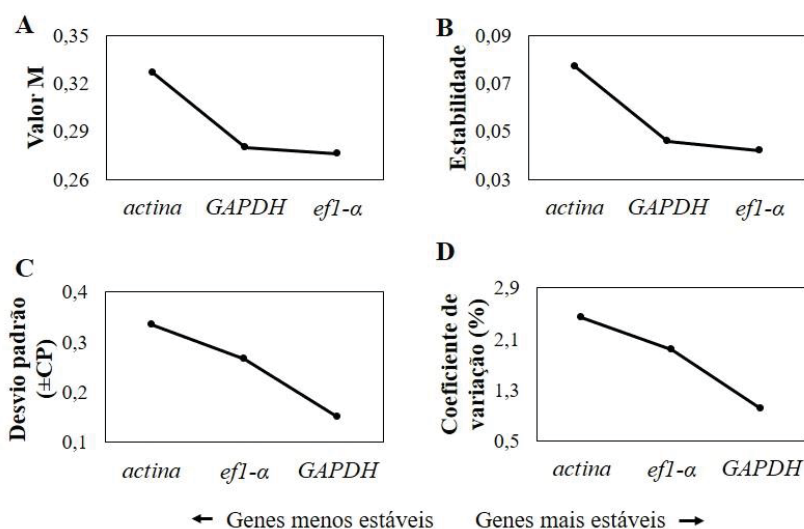 A
Valor M
0,35
0,32
0,29
0,26
actina GAPDH ef1-α
B
Estabilidade
0,09
0,07
0,05
0,03
actina GAPDH ef1-α
C
Desvio padrão
(±CP)
0,4
0,3
0,2
0,1
actina ef1-α GAPDH
D
Coeficiente de
variação (%)
2,9
2,1
1,3
0,5
actina ef1-α GAPDH
← Genes menos estáveis Genes mais estáveis →